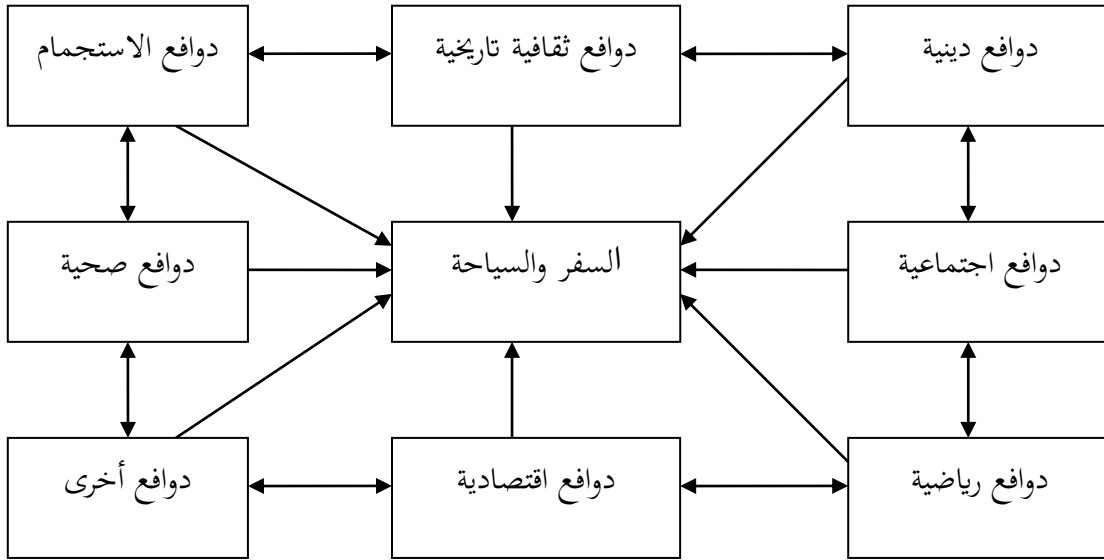 دوافع دينية
دوافع ثقافية تاريخية
دوافع الاستجمام
دوافع اجتماعية
السفر والسياحة
دوافع صحية
دوافع رياضية
دوافع اقتصادية
دوافع أخرى